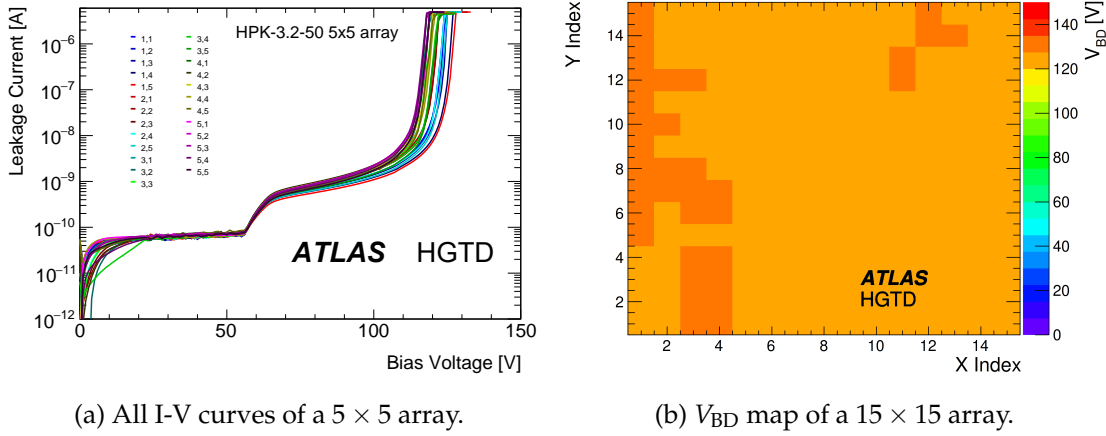 Leakage Current [A]
10⁻⁶
10⁻⁷
10⁻⁸
10⁻⁹
10⁻¹⁰
10⁻¹¹
10⁻¹²
HPK-3.2-50 5x5 array
1,1 3,4
1,2 3,5
1,3 4,1
1,4 4,2
1,5 4,3
2,1 4,4
2,2 4,5
2,3 5,1
2,4 5,2
2,5 5,3
3,1 5,4
3,2 5,5
3,3
ATLAS HGTD
0 50 100 150
Bias Voltage [V]
(a) All I-V curves of a 5 × 5 array.
Y Index
14
12
10
8
6
4
2
ATLAS
HGTD
2 4 6 8 10 12 14
X Index
V_BD [V]
140
120
100
80
60
40
20
0
(b) V_BD map of a 15 × 15 array.